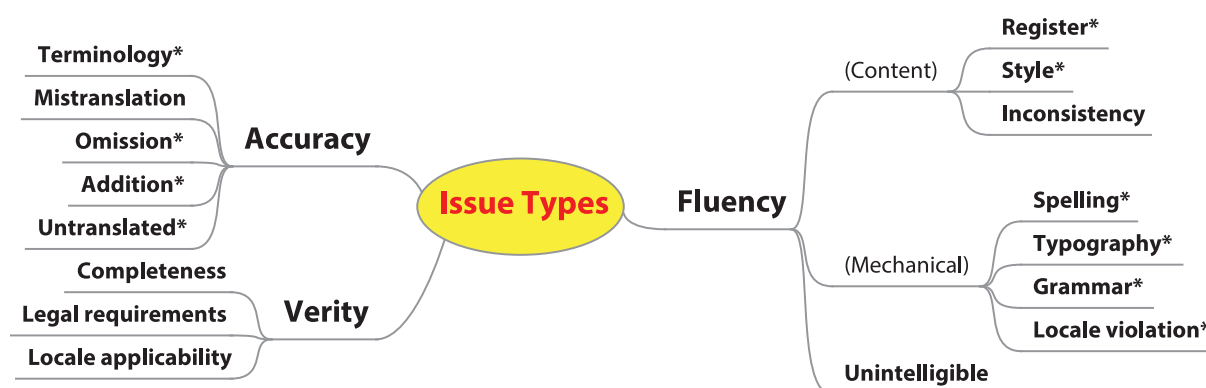 Terminology*
Mistranslation
Omission*
Addition*
Untranslated*
Accuracy
Completeness
Legal requirements
Locale applicability
Verity
Issue Types
Fluency
(Content)
Register*
Style*
Inconsistency
(Mechanical)
Spelling*
Typography*
Grammar*
Locale violation*
Unintelligible